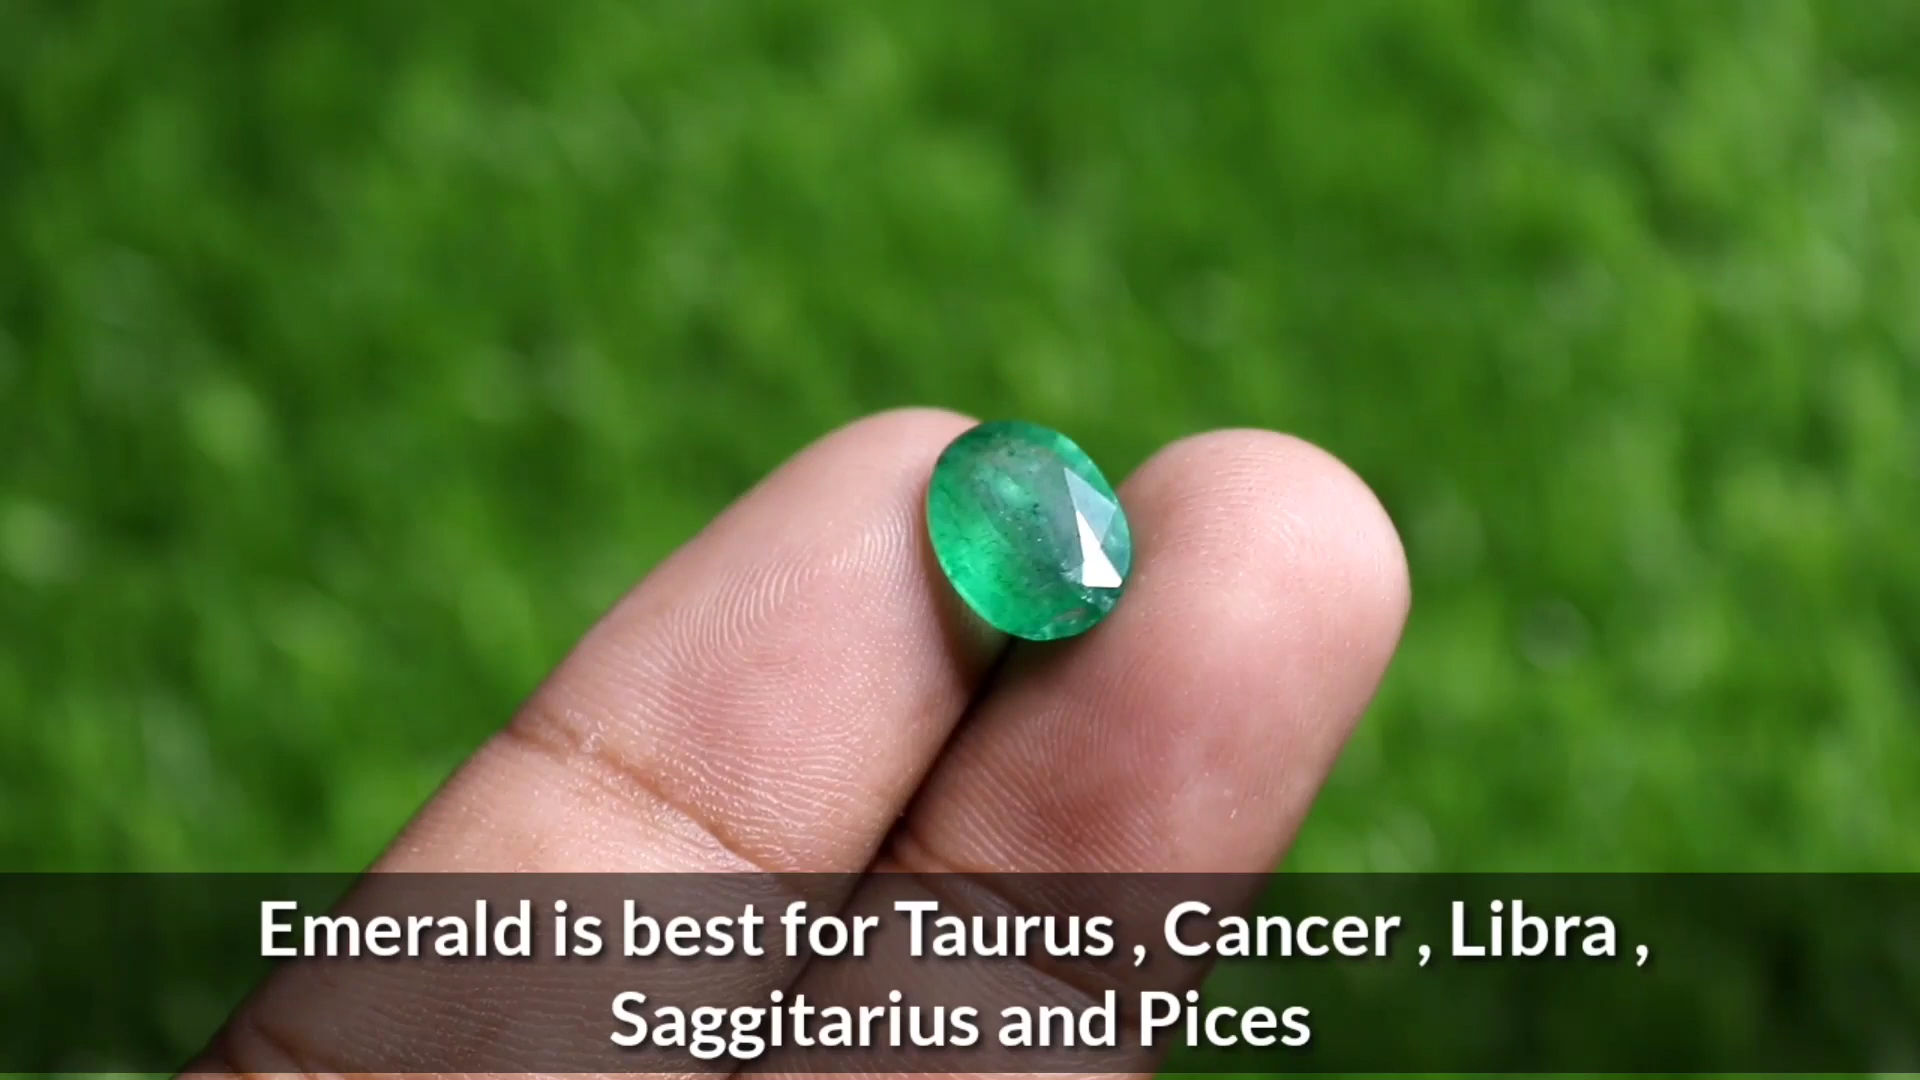 Emerald is best for Taurus , Cancer , Libra ,
Saggitarius and Pices